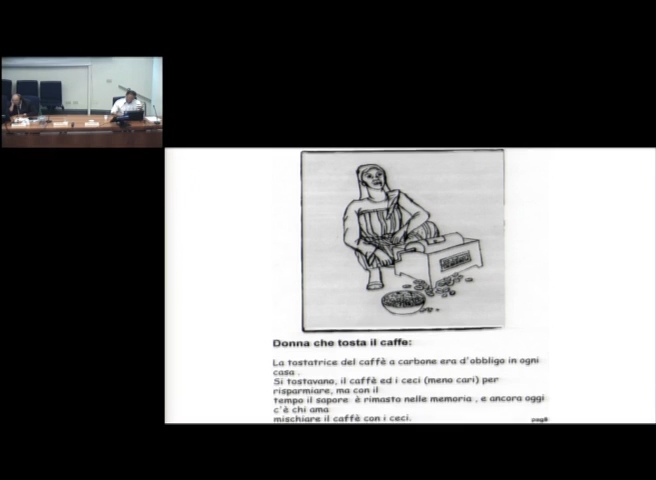 Donna che tosta il caffe:
La tostatrice del caffè a carbone era d'obbligo in ogni
casa .
Si tostavano, il caffè ed i ceci (meno cari) per
risparmiare, ma con il
tempo il sapore è rimasto nelle memoria , e ancora oggi
c'è chi ama
mischiare il caffè con i ceci.
pag8